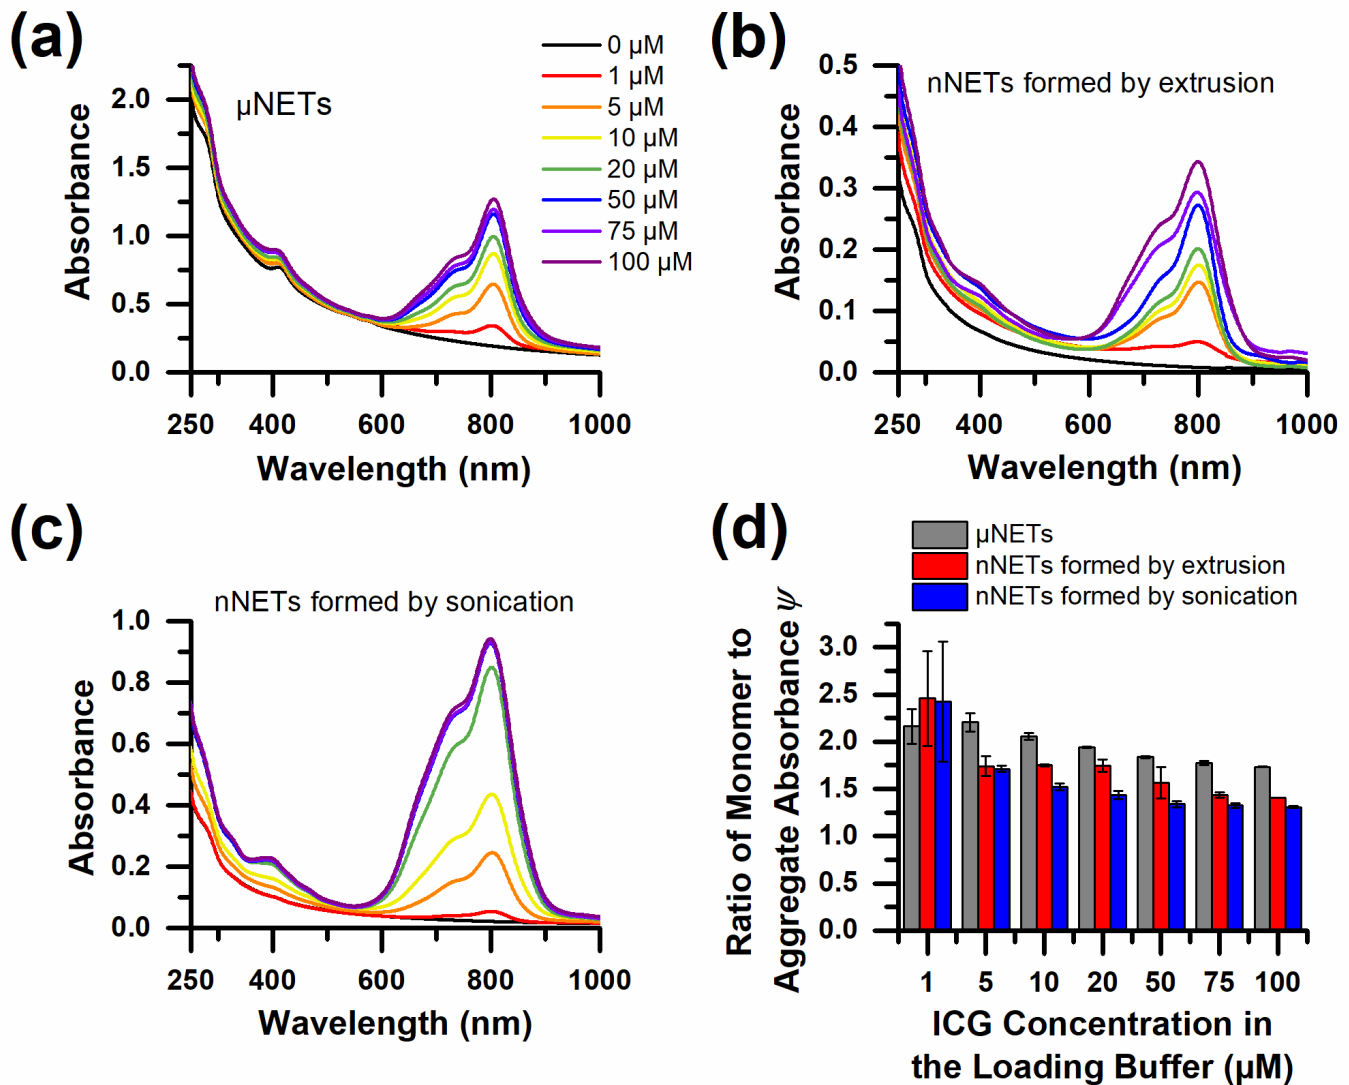 (a)
µNETs
0 µM
1 µM
5 µM
10 µM
20 µM
50 µM
75 µM
100 µM
Absorbance
2.0
1.5
1.0
0.5
0.0
250 400 600 800 1000
Wavelength (nm)
(b)
nNETs formed by extrusion
Absorbance
0.5
0.4
0.3
0.2
0.1
0.0
250 400 600 800 1000
Wavelength (nm)
(c)
nNETs formed by sonication
Absorbance
1.0
0.8
0.6
0.4
0.2
0.0
250 400 600 800 1000
Wavelength (nm)
(d)
µNETs
nNETs formed by extrusion
nNETs formed by sonication
Ratio of Monomer to
Aggregate Absorbance ψ
3.0
2.5
2.0
1.5
1.0
0.5
0.0
1 5 10 20 50 75 100
ICG Concentration in
the Loading Buffer (µM)